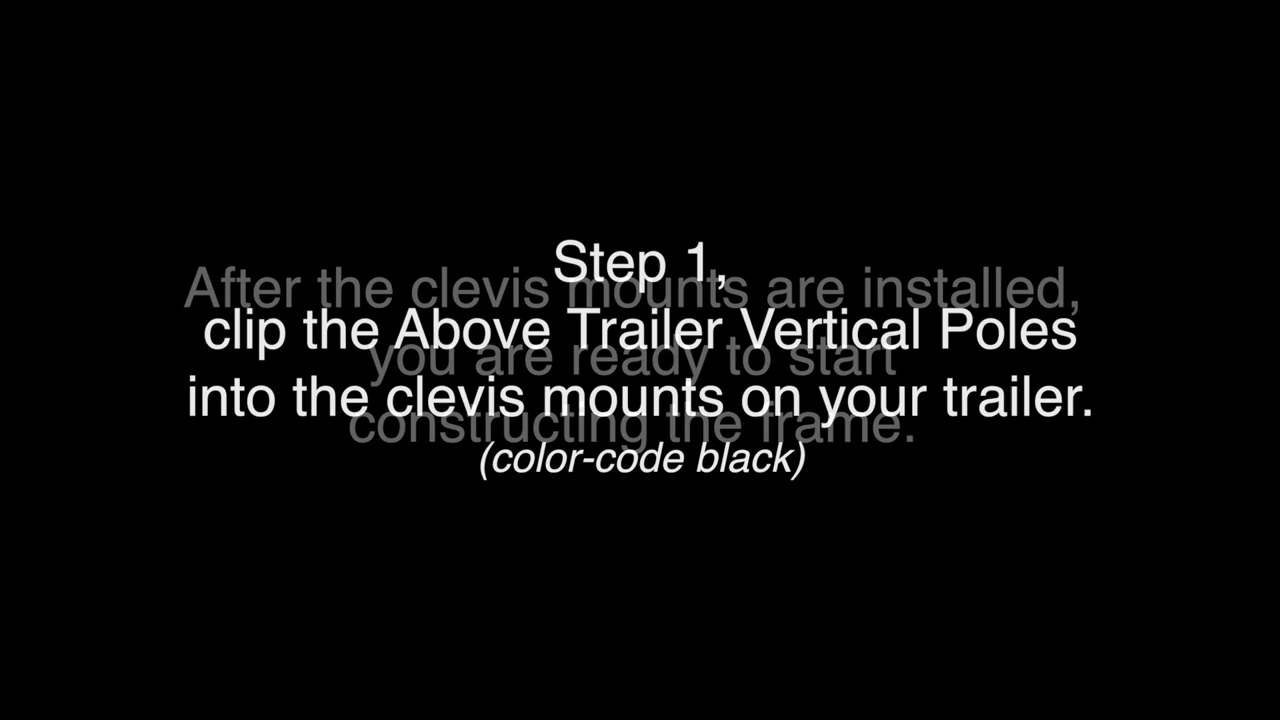 Step 1,
clip the Above Trailer Vertical Poles
into the clevis mounts on your trailer.
(color-code black)
After the clevis mounts are installed,
you are ready to start
constructing the frame.